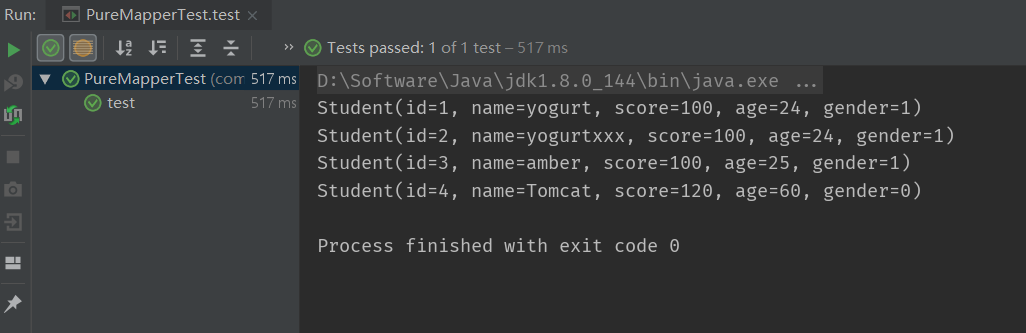 Run: PureMapperTest.test
Tests passed: 1 of 1 test – 517 ms
PureMapperTest (com 517 ms
test 517 ms
D:\Software\Java\jdk1.8.0_144\bin\java.exe ...
Student(id=1, name=yogurt, score=100, age=24, gender=1)
Student(id=2, name=yogurtxxx, score=100, age=24, gender=1)
Student(id=3, name=amber, score=100, age=25, gender=1)
Student(id=4, name=Tomcat, score=120, age=60, gender=0)
Process finished with exit code 0